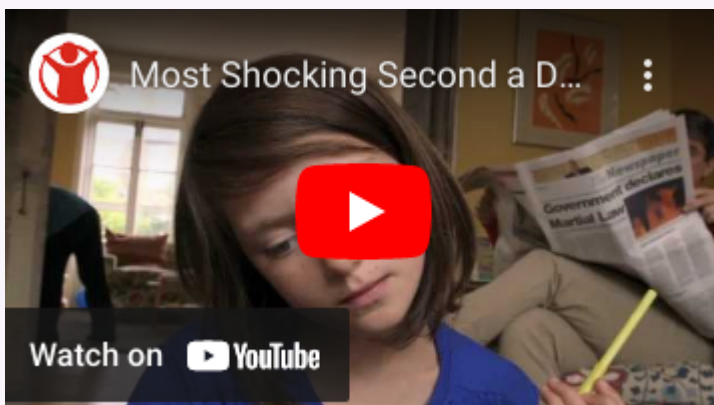 Most Shocking Second a D...
Newspaper
Government declares
Martial Law
Watch on YouTube